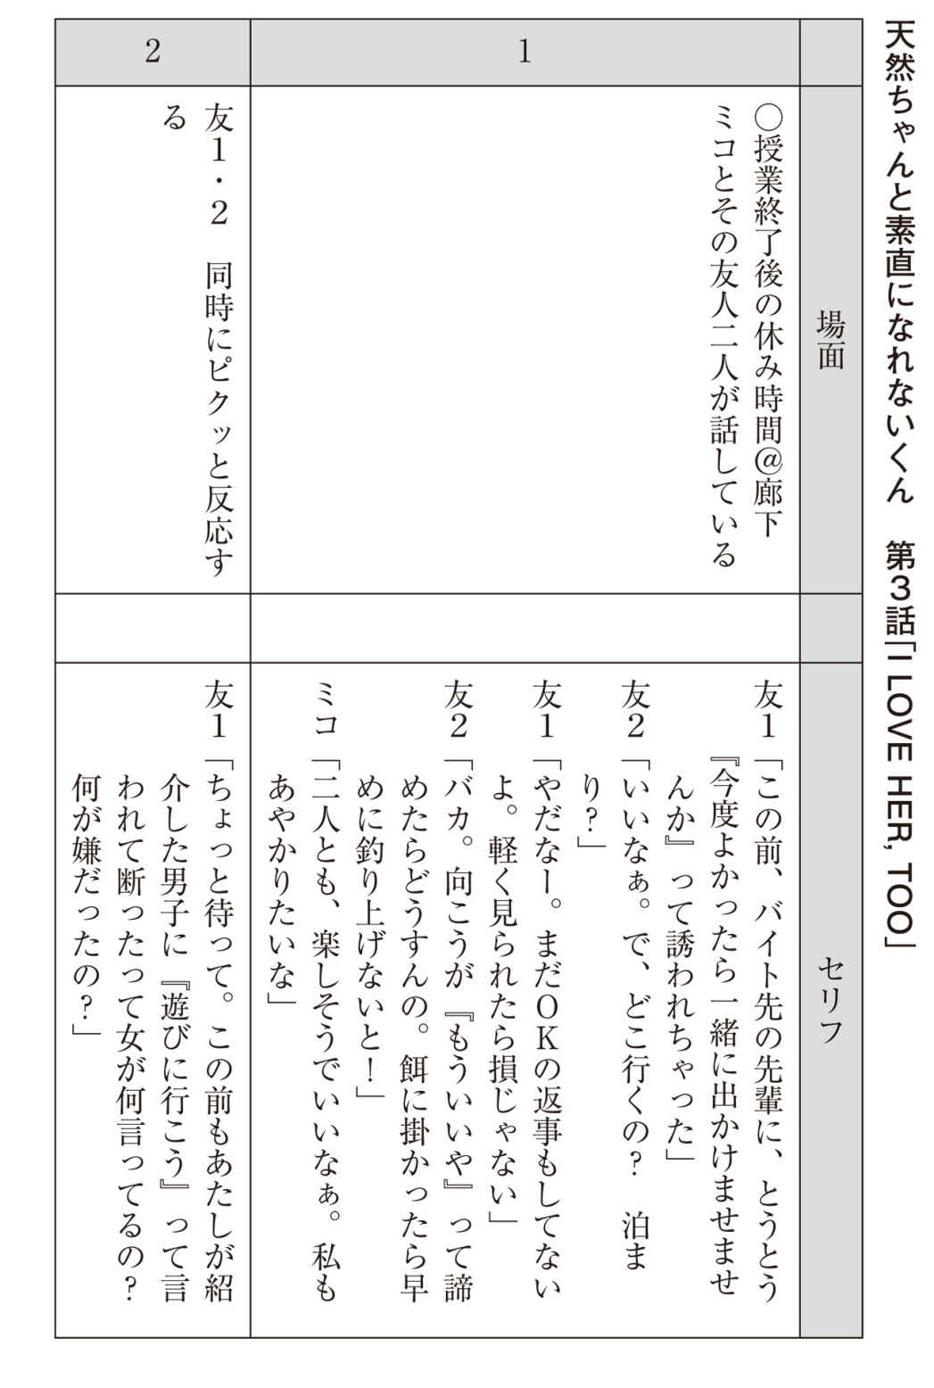 天然ちゃんと素直になれないくん　第3話「I LOVE HER, TOO」
場面
セリフ
1
〇授業終了後の休み時間@廊下
ミコとその友人二人が話している
友1「この前、バイト先の先輩に、とうとう
『今度よかったら一緒に出かけませませ
んか』って誘われちゃった」
友2「いいなぁ。で、どこ行くの？　泊ま
り？」
友1「やだなー。まだOKの返事もしてない
よ。軽く見られたら損じゃない」
友2「バカ。向こうが『もういいや』って諦
めたらどうすんの。餌に掛かったら早
めに釣り上げないと！」
ミコ「二人とも、楽しそうでいいなぁ。私も
あやかりたいな」
2
友1・2　同時にピクッと反応す
る
友1「ちょっと待って。この前もあたしが紹
介した男子に『遊びに行こう』って言
われて断ったって女が何言ってるの？
何が嫌だったの？」